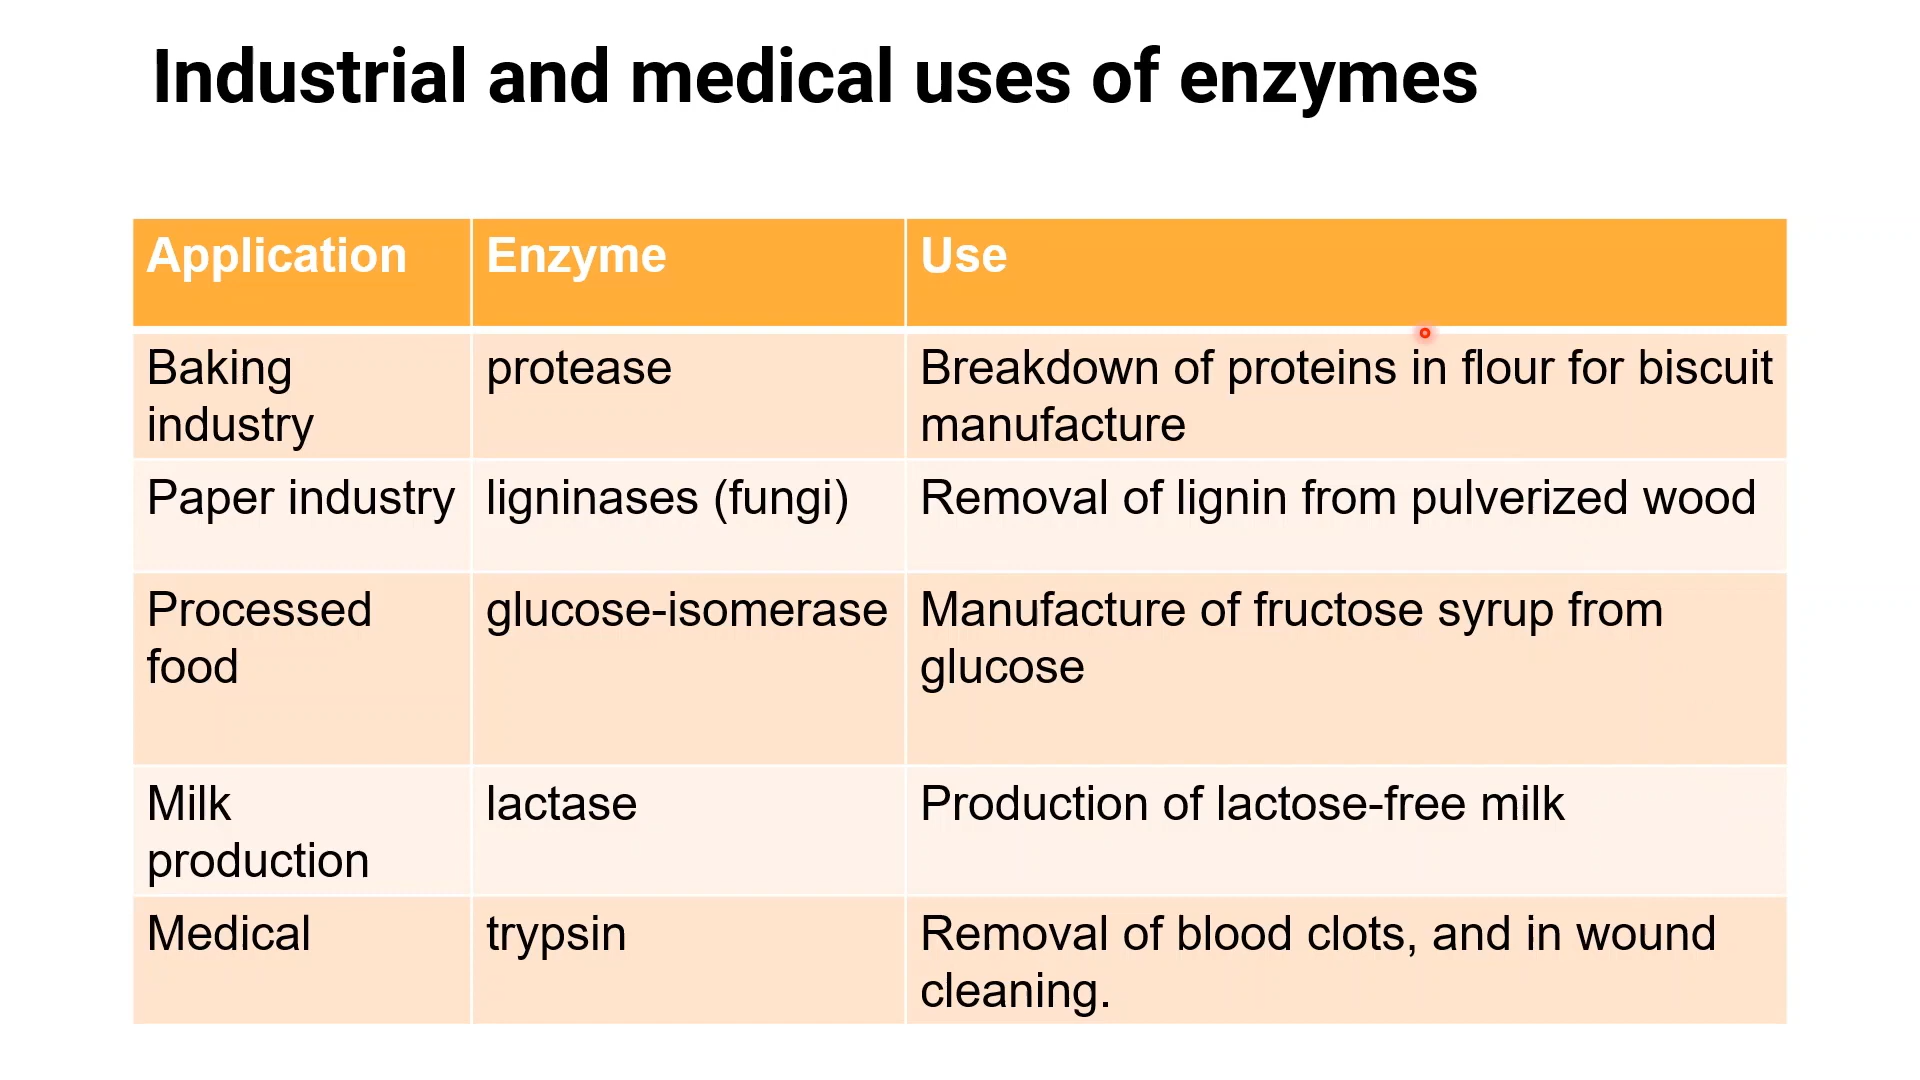 Industrial and medical uses of enzymes
Application Enzyme Use
Baking industry protease Breakdown of proteins in flour for biscuit manufacture
Paper industry ligninases (fungi) Removal of lignin from pulverized wood
Processed food glucose-isomerase Manufacture of fructose syrup from glucose
Milk production lactase Production of lactose-free milk
Medical trypsin Removal of blood clots, and in wound cleaning.